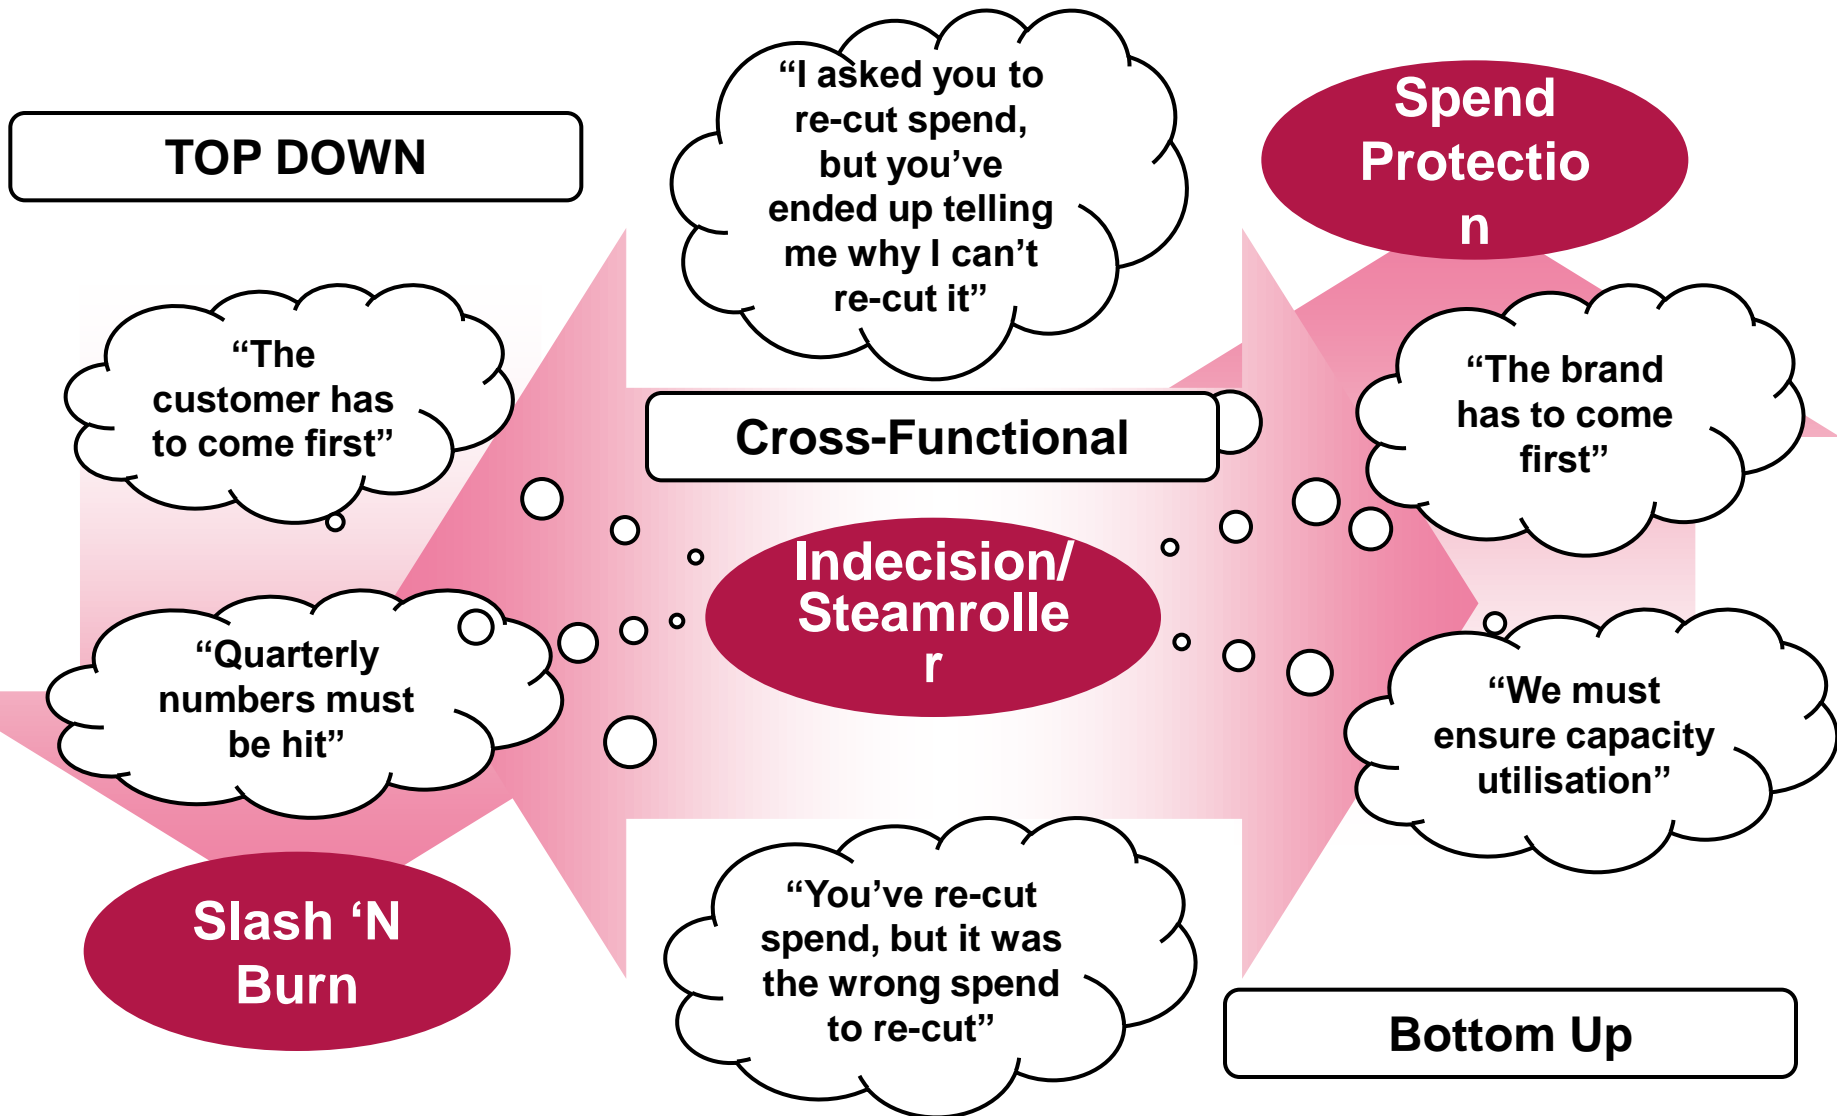 “I asked you to
re-cut spend,
but you’ve
ended up telling
me why I can’t
re-cut it”
Spend
Protectio
n
TOP DOWN
“The
customer has
to come first”
Cross-Functional
“The brand
has to come
first”
Indecision/
Steamrolle
r
“Quarterly
numbers must
be hit”
“We must
ensure capacity
utilisation”
Slash ‘N
Burn
“You’ve re-cut
spend, but it was
the wrong spend
to re-cut”
Bottom Up